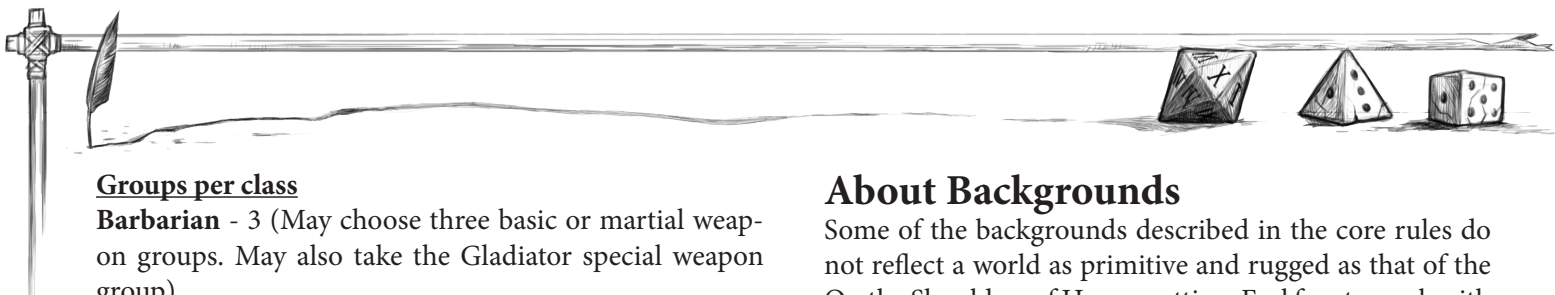 Groups per class
Barbarian - 3 (May choose three basic or martial weap-
on groups. May also take the Gladiator special weapon
group)
About Backgrounds
Some of the backgrounds described in the core rules do
not reflect a world as primitive and rugged as that of the